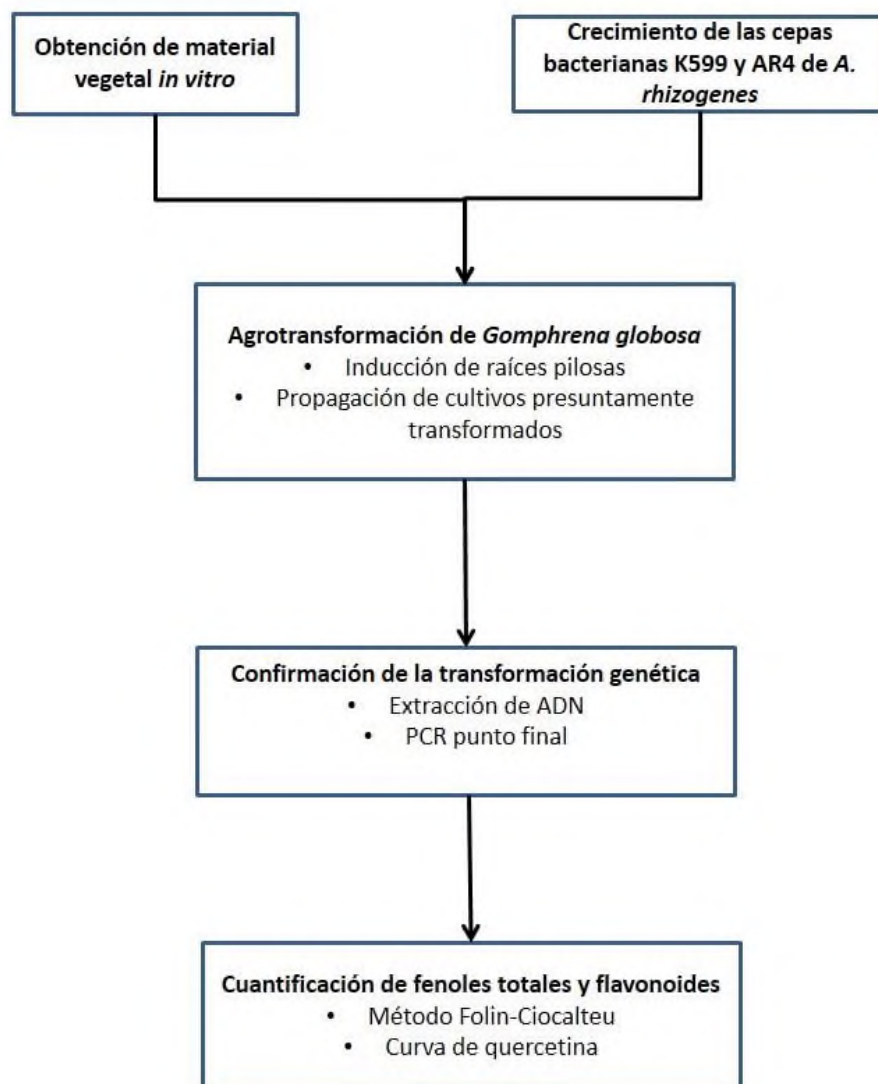 Obtención de material
vegetal in vitro
Crecimiento de las cepas
bacterianas K599 y AR4 de A.
rhizogenes
Agrotransformación de Gomphrena globosa
• Inducción de raíces pilosas
• Propagación de cultivos presuntamente
transformados
Confirmación de la transformación genética
• Extracción de ADN
• PCR punto final
Cuantificación de fenoles totales y flavonoides
• Método Folin-Ciocalteu
• Curva de quercetina